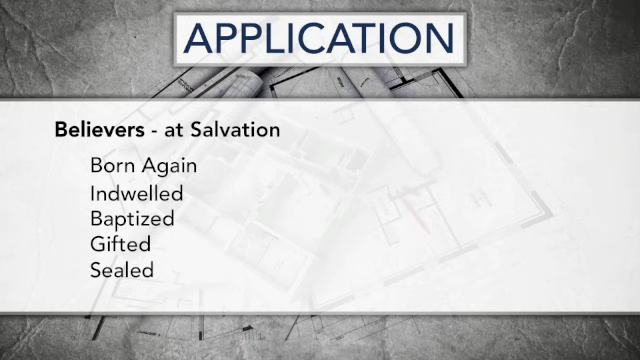 APPLICATION
Believers - at Salvation
Born Again
Indwelled
Baptized
Gifted
Sealed